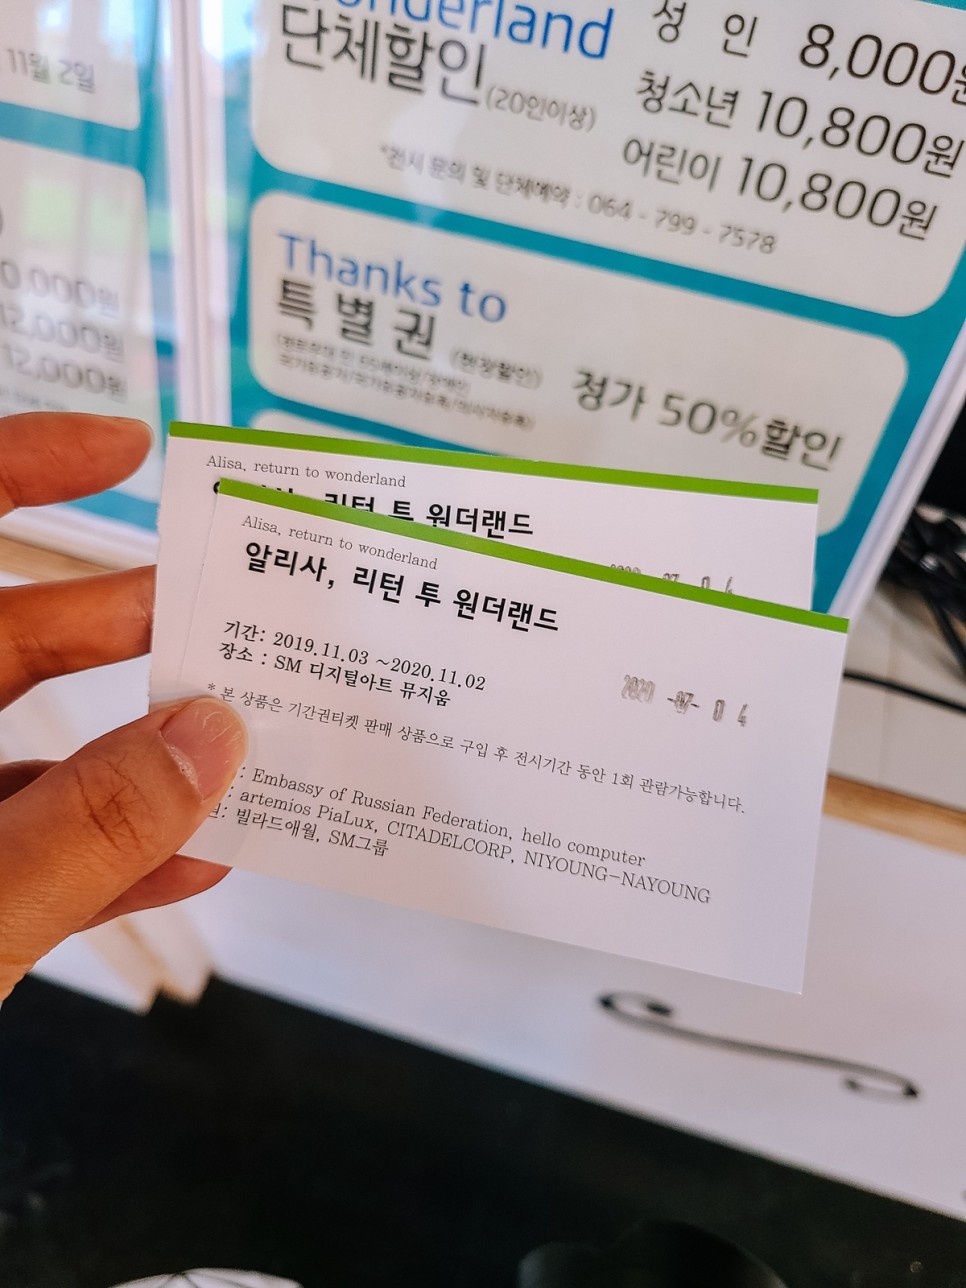 11월 2일
0,000원
12,000원
12,000원
wonderland
단체할인(20인이상)
성 인 8,000원
청소년 10,800원
어린이 10,800원
*전시 문의 및 단체예약 : 064 - 799 - 7578
Thanks to
특별권 (현장할인)
정가 50%할인
Alisa, return to wonderland
리턴 투 원더랜드
Alisa, return to wonderland
알리사, 리턴 투 원더랜드
기간: 2019.11.03 ~2020.11.02
장소 : SM 디지털아트 뮤지움
2020 -07- 04
* 본 상품은 기간권티켓 판매 상품으로 구입 후 전시기간 동안 1회 관람가능합니다.
: Embassy of Russian Federation, hello computer
: artemios PiaLux, CITADELCORP, NIYOUNG-NAYOUNG
원: 빌라드애월, SM그룹